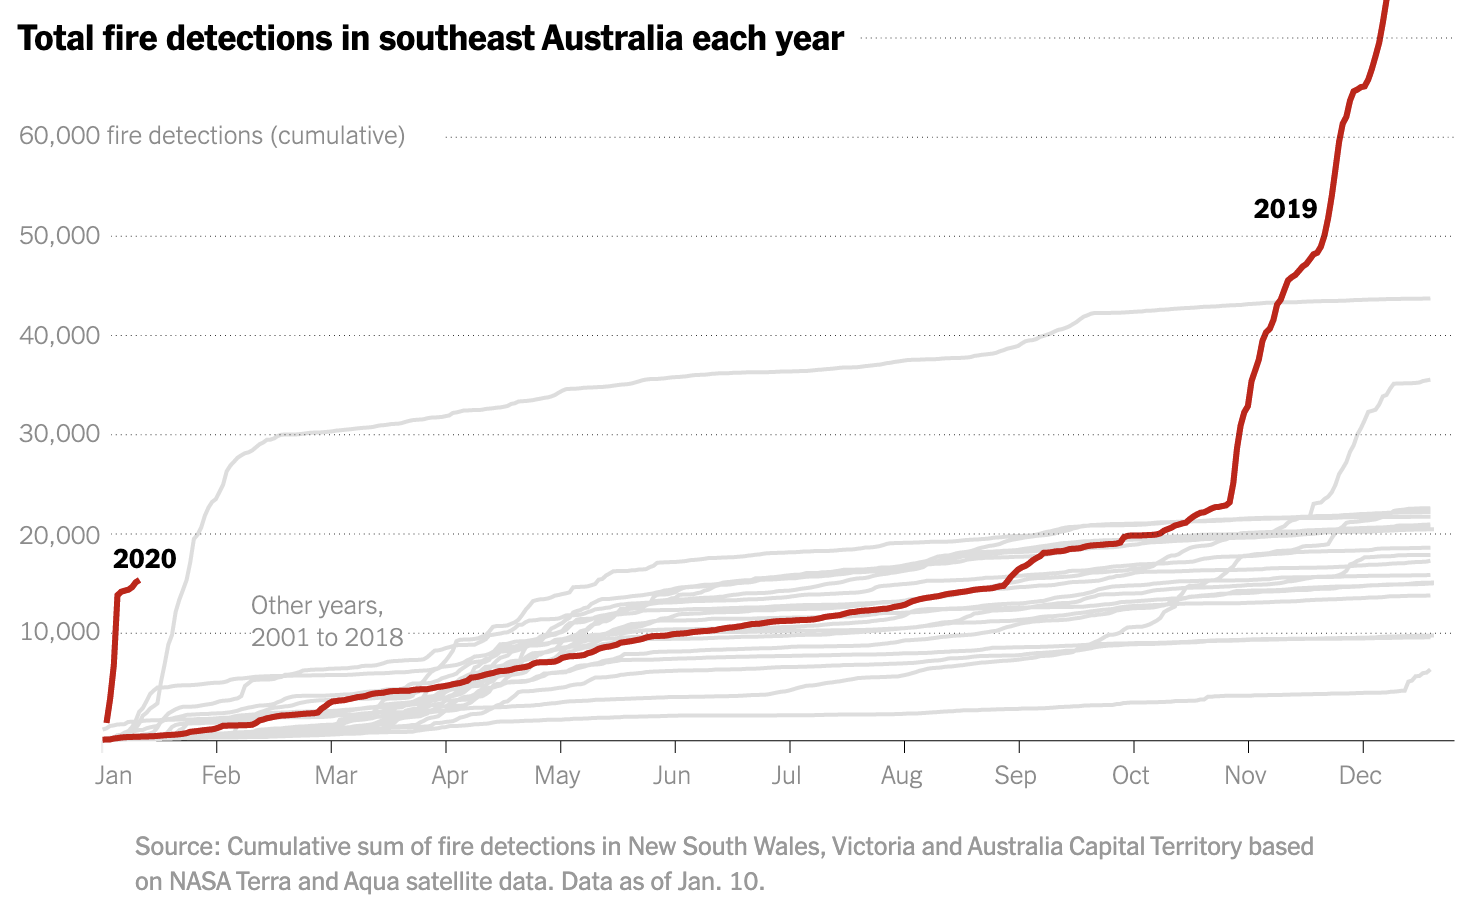 Total fire detections in southeast Australia each year
60,000 fire detections (cumulative)
2019
50,000
40,000
30,000
20,000
2020
Other years,
2001 to 2018
10,000
Jan Feb Mar Apr May Jun Jul Aug Sep Oct Nov Dec
Source: Cumulative sum of fire detections in New South Wales, Victoria and Australia Capital Territory based
on NASA Terra and Aqua satellite data. Data as of Jan. 10.